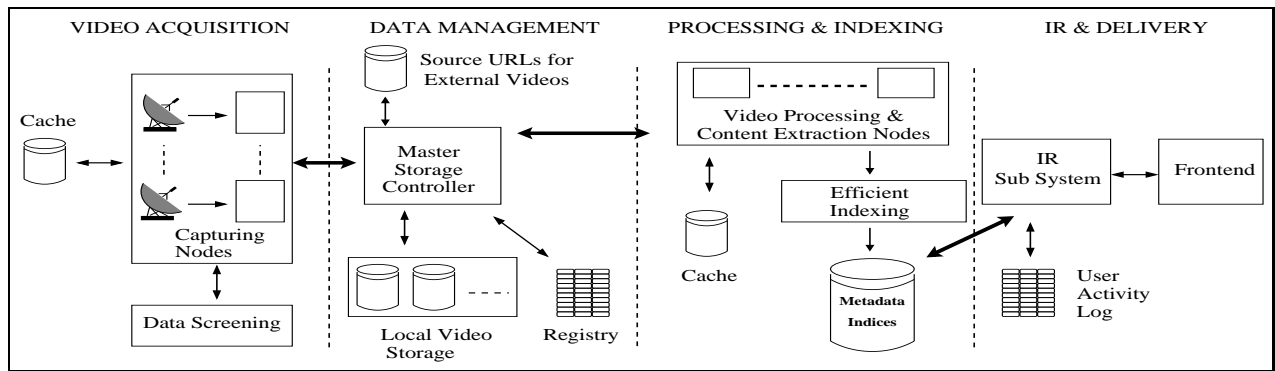 VIDEO ACQUISITION
DATA MANAGEMENT
PROCESSING & INDEXING
IR & DELIVERY
Cache
Capturing
Nodes
Data Screening
Source URLs for
External Videos
Master
Storage
Controller
Local Video
Storage
Registry
Video Processing &
Content Extraction Nodes
Efficient
Indexing
Cache
Metadata
Indices
IR
Sub System
Frontend
User
Activity
Log